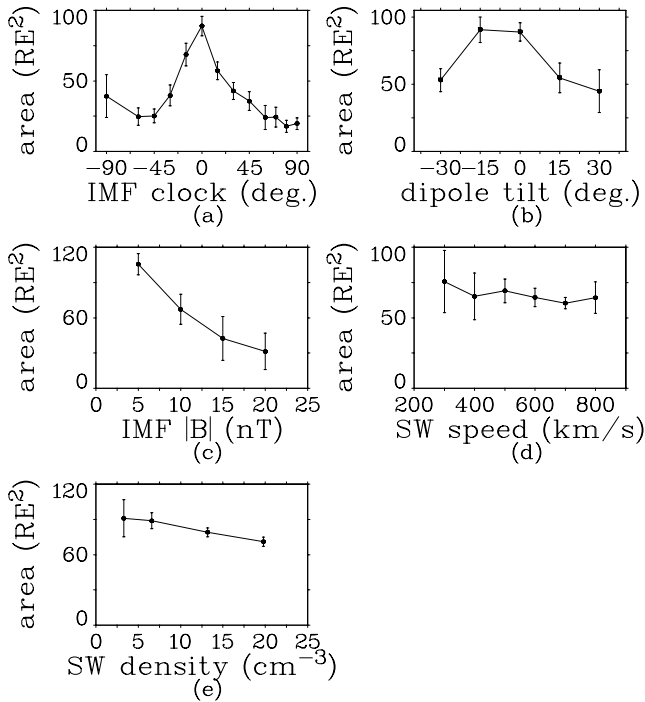 100
50
0
area (RE²)
−90 −45 0 45 90
IMF clock (deg.)
(a)
100
50
0
area (RE²)
−30 −15 0 15 30
dipole tilt (deg.)
(b)
120
60
0
area (RE²)
0 5 10 15 20 25
IMF |B| (nT)
(c)
100
50
0
area (RE²)
200 400 600 800
SW speed (km/s)
(d)
120
60
0
area (RE²)
0 5 10 15 20 25
SW density (cm⁻³)
(e)